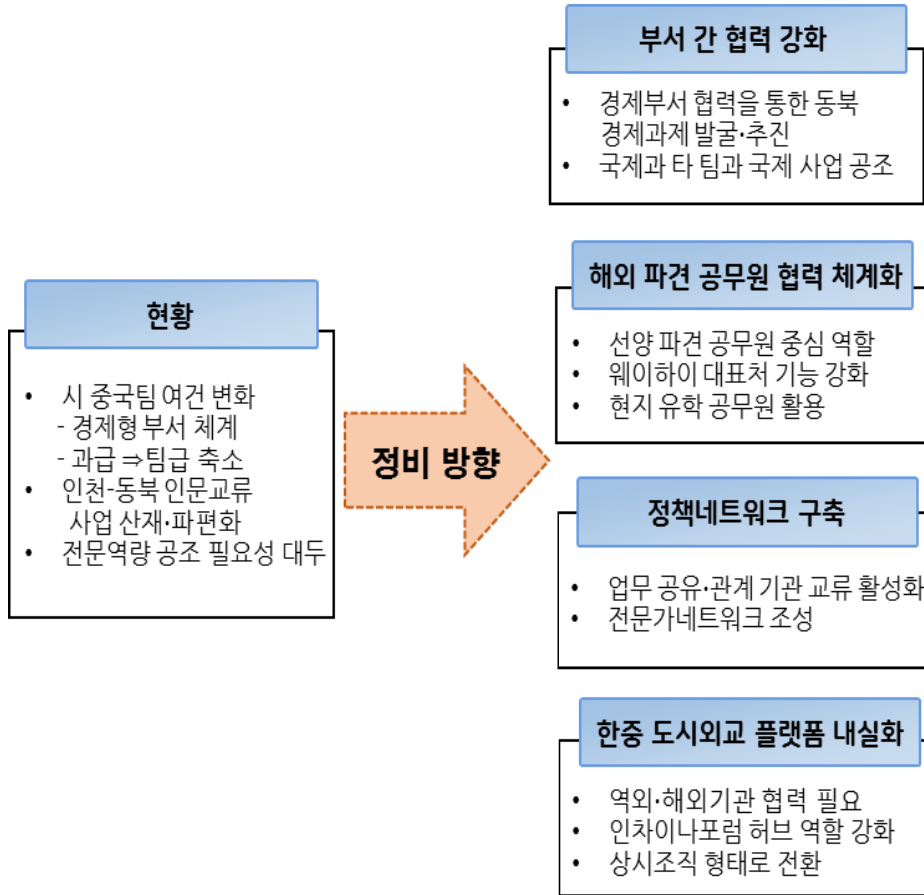 현황
• 시 중국팀 여건 변화
- 경제형 부서 체계
- 과급 ⇒팀급 축소
• 인천-동북 인문교류
사업 산재·파편화
• 전문역량 공조 필요성 대두
정비 방향
부서 간 협력 강화
• 경제부서 협력을 통한 동북
경제과제 발굴·추진
• 국제과 타 팀과 국제 사업 공조
해외 파견 공무원 협력 체계화
• 선양 파견 공무원 중심 역할
• 웨이하이 대표처 기능 강화
• 현지 유학 공무원 활용
정책네트워크 구축
• 업무 공유·관계 기관 교류 활성화
• 전문가네트워크 조성
한중 도시외교 플랫폼 내실화
• 역외·해외기관 협력 필요
• 인차이나포럼 허브 역할 강화
• 상시조직 형태로 전환